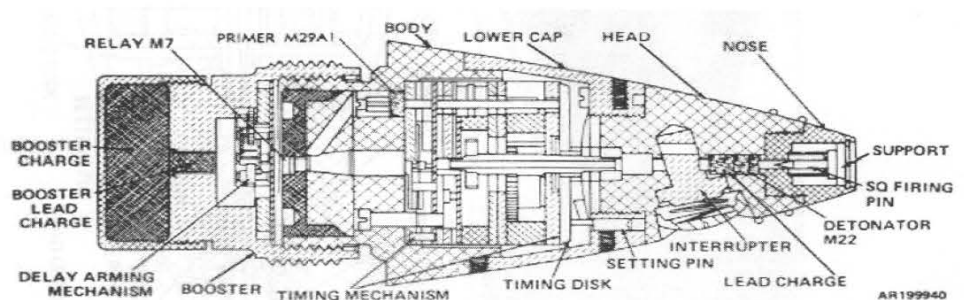 RELAY M7
PRIMER M29A1
BODY
LOWER CAP
HEAD
NOSE
BOOSTER
CHARGE
BOOSTER
LEAD
CHARGE
SUPPORT
SQ FIRING
PIN
DETONATOR
M22
INTERRUPTER
LEAD CHARGE
SETTING PIN
TIMING DISK
TIMING MECHANISM
BOOSTER
DELAY ARMING
MECHANISM
AR199940